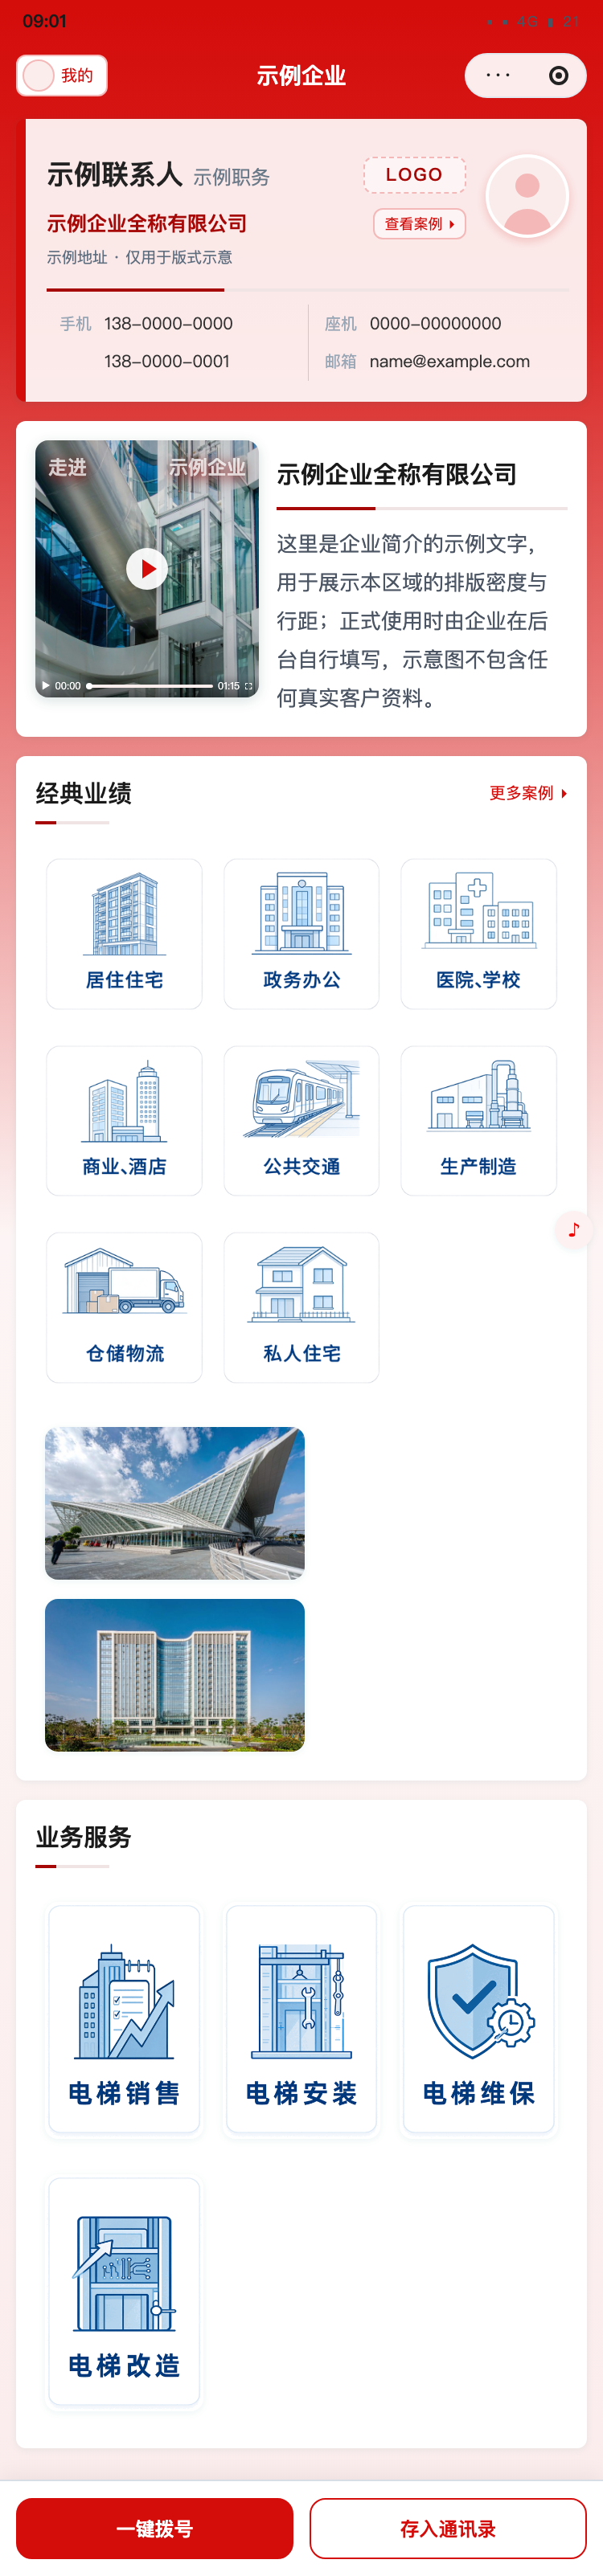 09:01
4G 21
我的
示例企业
示例联系人 示例职务
LOGO
示例企业全称有限公司
查看案例
示例地址 · 仅用于版式示意
手机 138-0000-0000
座机 0000-00000000
138-0000-0001
邮箱 name@example.com
走进 示例企业
00:00 01:15
示例企业全称有限公司
这里是企业简介的示例文字，
用于展示本区域的排版密度与
行距；正式使用时由企业在后
台自行填写，示意图不包含任
何真实客户资料。
经典业绩
更多案例
居住住宅
政务办公
医院、学校
商业、酒店
公共交通
生产制造
仓储物流
私人住宅
业务服务
电梯销售
电梯安装
电梯维保
电梯改造
一键拨号
存入通讯录